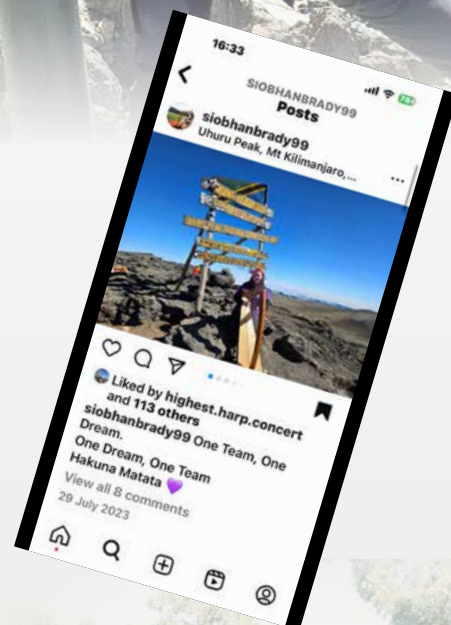 16:33
SIOBHANBRADY99
Posts
siobhanbrady99
Uhuru Peak, Mt Kilimanjaro,...
Liked by highest.harp.concert
and 113 others
siobhanbrady99 One Team, One
Dream.
One Dream, One Team
Hakuna Matata 💜
View all 8 comments
29 July 2023